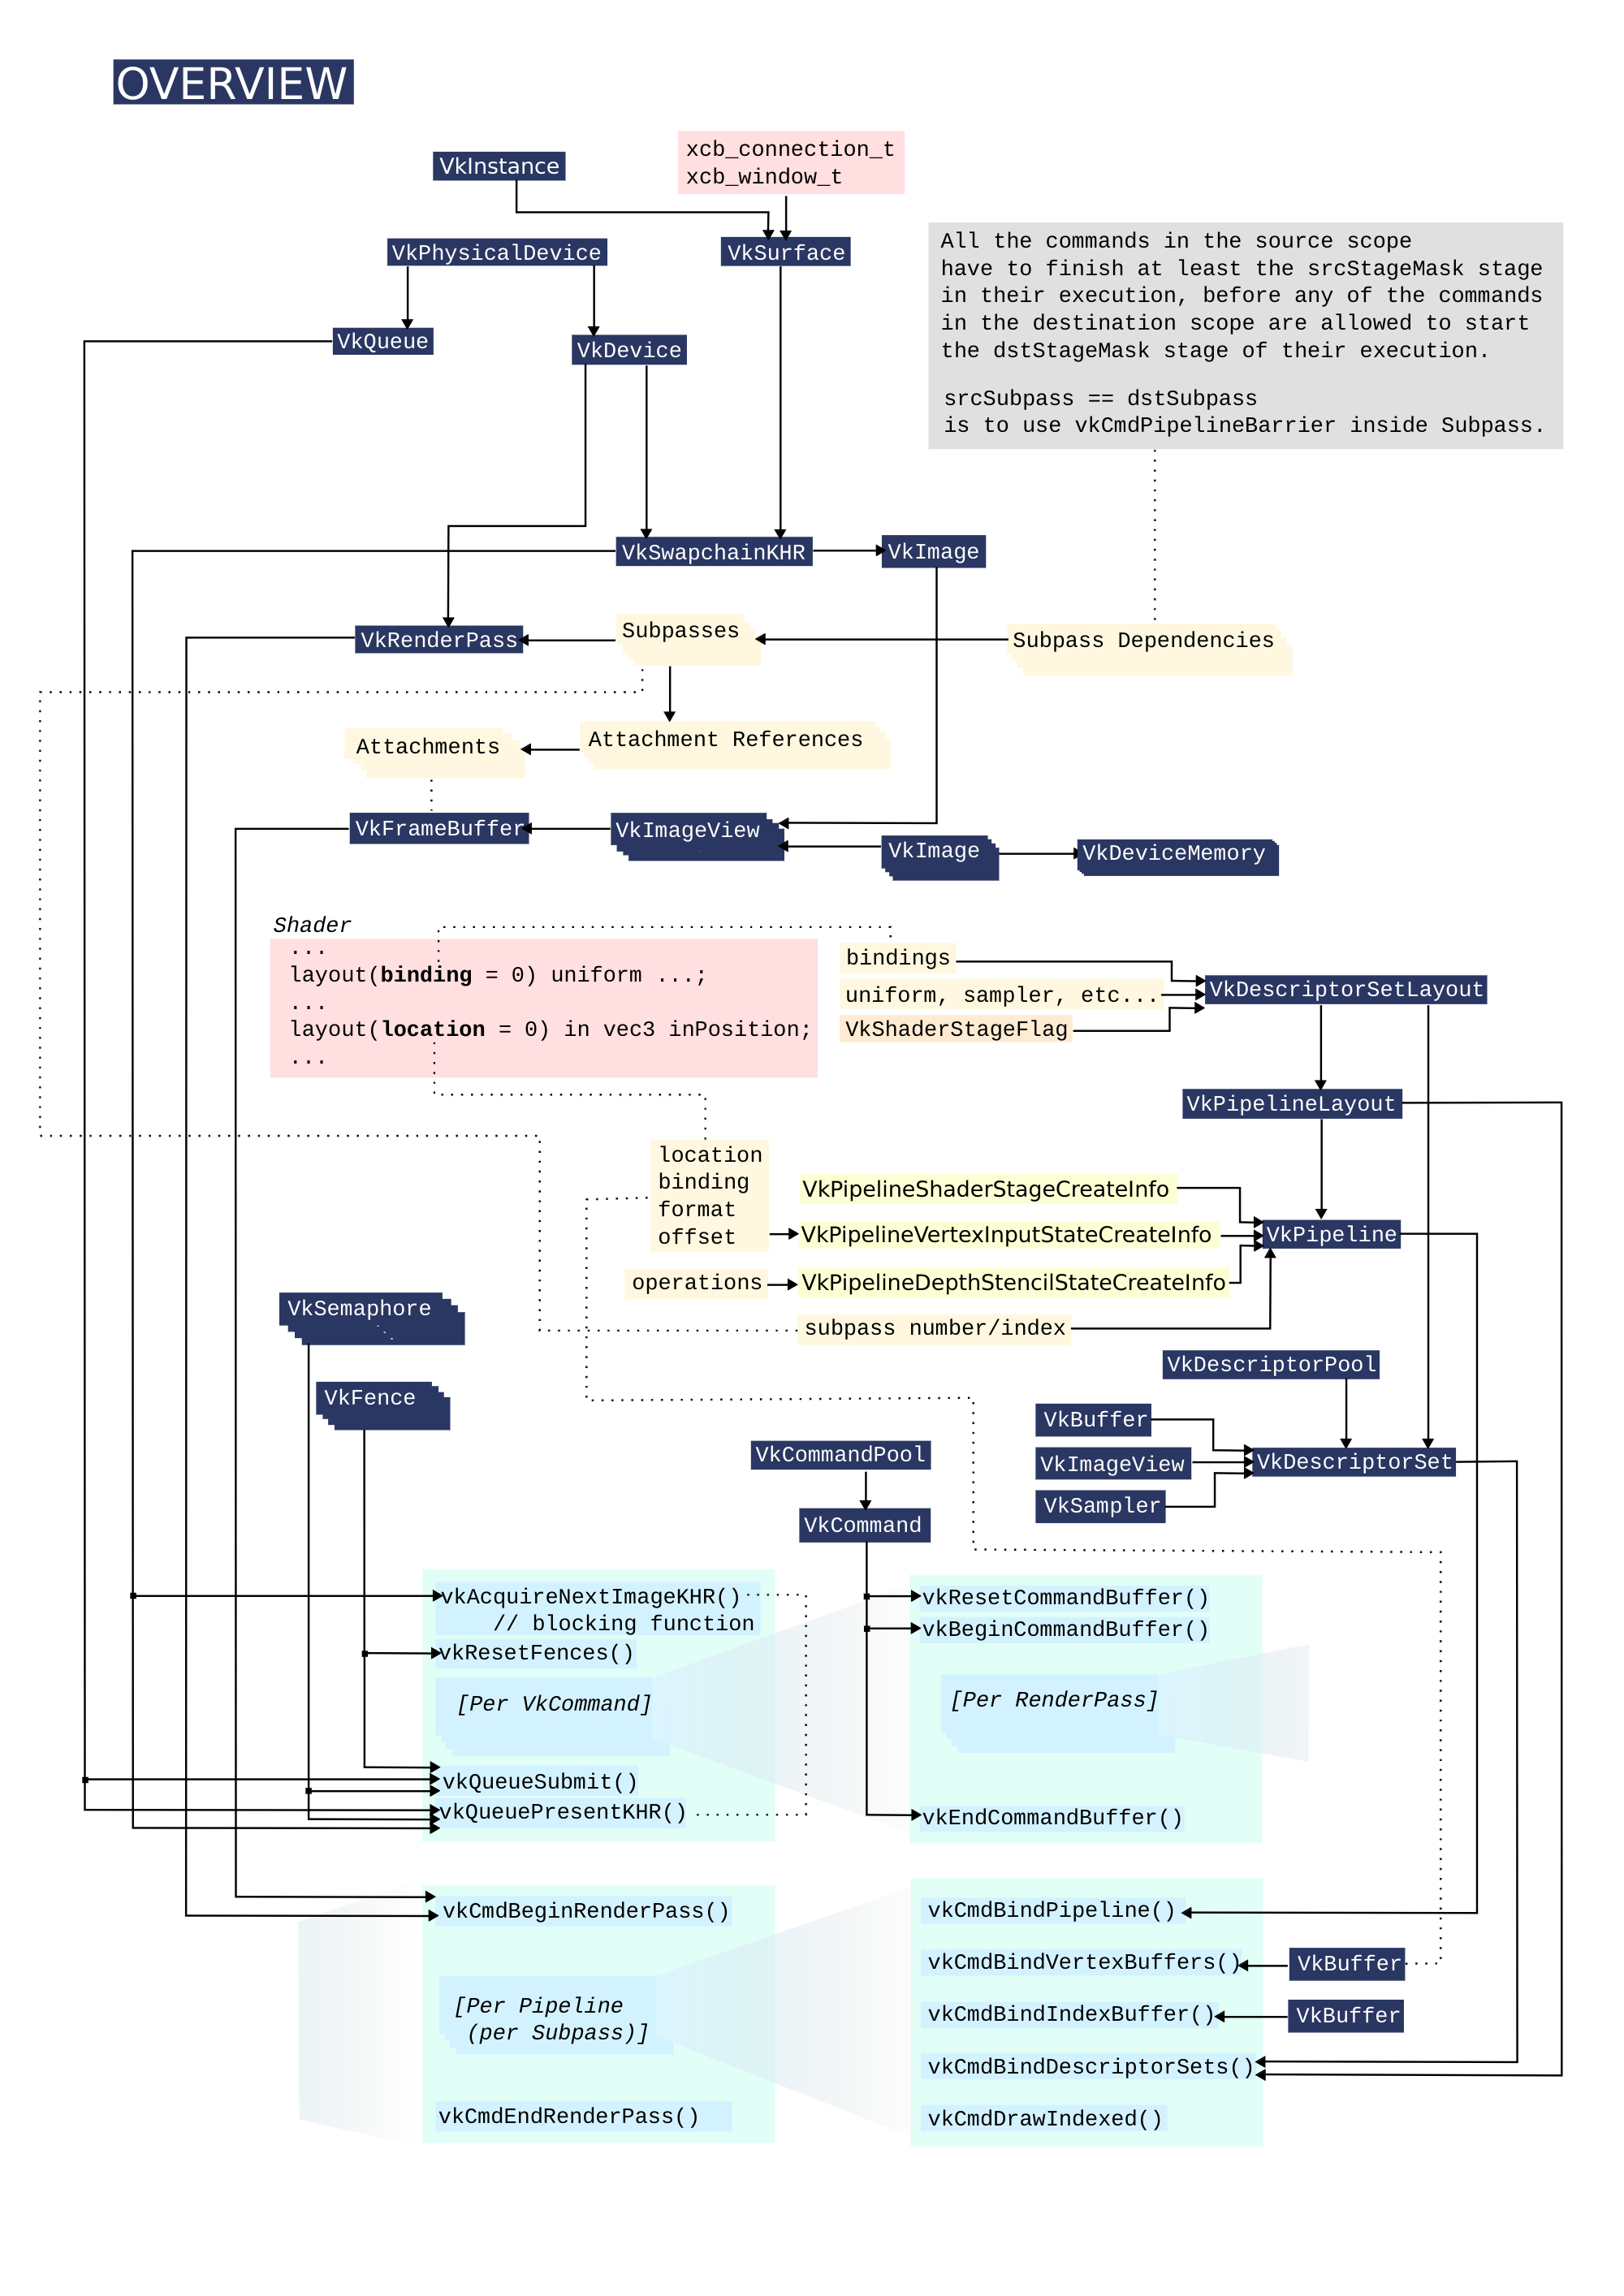 OVERVIEW
VkInstance
xcb_connection_t
xcb_window_t
VkPhysicalDevice
VkSurface
All the commands in the source scope
have to finish at least the srcStageMask stage
in their execution, before any of the commands
in the destination scope are allowed to start
the dstStageMask stage of their execution.
srcSubpass == dstSubpass
is to use vkCmdPipelineBarrier inside Subpass.
VkQueue
VkDevice
VkSwapchainKHR
VkImage
VkRenderPass
Subpasses
Subpass Dependencies
Attachments
Attachment References
VkFrameBuffer
VkImageView
VkImage
VkDeviceMemory
Shader
...
layout(binding = 0) uniform ...;
...
layout(location = 0) in vec3 inPosition;
...
bindings
uniform, sampler, etc...
VkShaderStageFlag
VkDescriptorSetLayout
VkPipelineLayout
location
binding
format
offset
VkPipelineShaderStageCreateInfo
VkPipelineVertexInputStateCreateInfo
VkPipeline
operations
VkPipelineDepthStencilStateCreateInfo
subpass number/index
VkSemaphore
VkFence
VkDescriptorPool
VkBuffer
VkImageView
VkSampler
VkDescriptorSet
VkCommandPool
VkCommand
vkAcquireNextImageKHR()
// blocking function
vkResetFences()
[Per VkCommand]
vkQueueSubmit()
vkQueuePresentKHR()
vkResetCommandBuffer()
vkBeginCommandBuffer()
[Per RenderPass]
vkEndCommandBuffer()
vkCmdBeginRenderPass()
[Per Pipeline
(per Subpass)]
vkCmdEndRenderPass()
vkCmdBindPipeline()
vkCmdBindVertexBuffers()
VkBuffer
vkCmdBindIndexBuffer()
VkBuffer
vkCmdBindDescriptorSets()
vkCmdDrawIndexed()